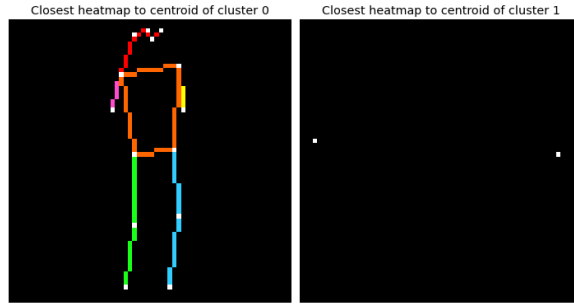 Closest heatmap to centroid of cluster 0
Closest heatmap to centroid of cluster 1